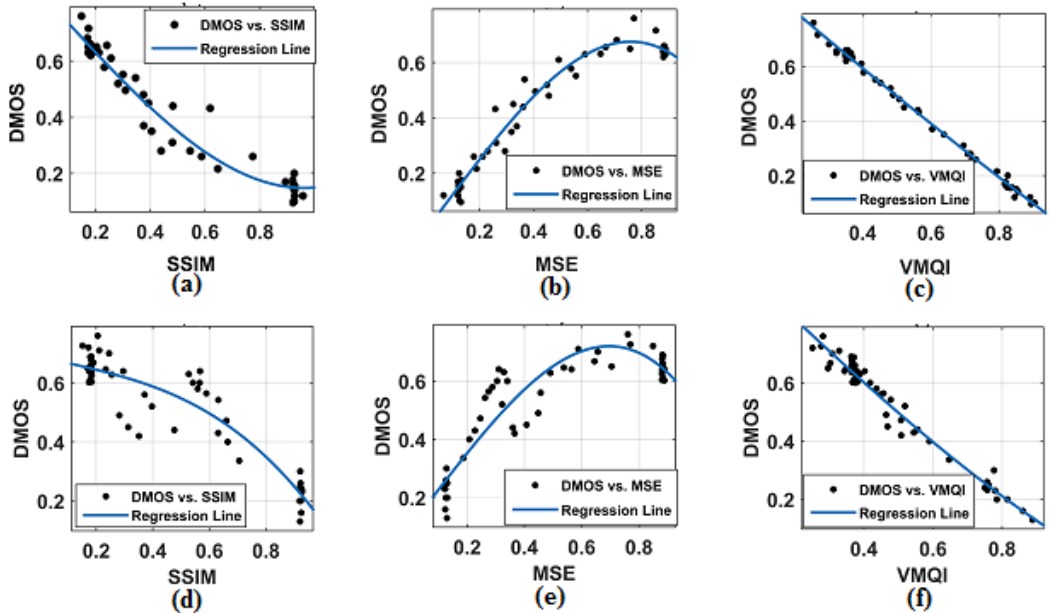 DMOS vs. SSIM
Regression Line
DMOS
0.6
0.4
0.2
0.2 0.4 0.6 0.8
SSIM
(a)
DMOS vs. MSE
Regression Line
DMOS
0.6
0.4
0.2
0.2 0.4 0.6 0.8
MSE
(b)
DMOS vs. VMQI
Regression Line
DMOS
0.6
0.4
0.2
0.2 0.4 0.6 0.8
VMQI
(c)
DMOS vs. SSIM
Regression Line
DMOS
0.6
0.4
0.2
0.2 0.4 0.6 0.8
SSIM
(d)
DMOS vs. MSE
Regression Line
DMOS
0.6
0.4
0.2
0.2 0.4 0.6 0.8
MSE
(e)
DMOS vs. VMQI
Regression Line
DMOS
0.6
0.4
0.2
0.2 0.4 0.6 0.8
VMQI
(f)